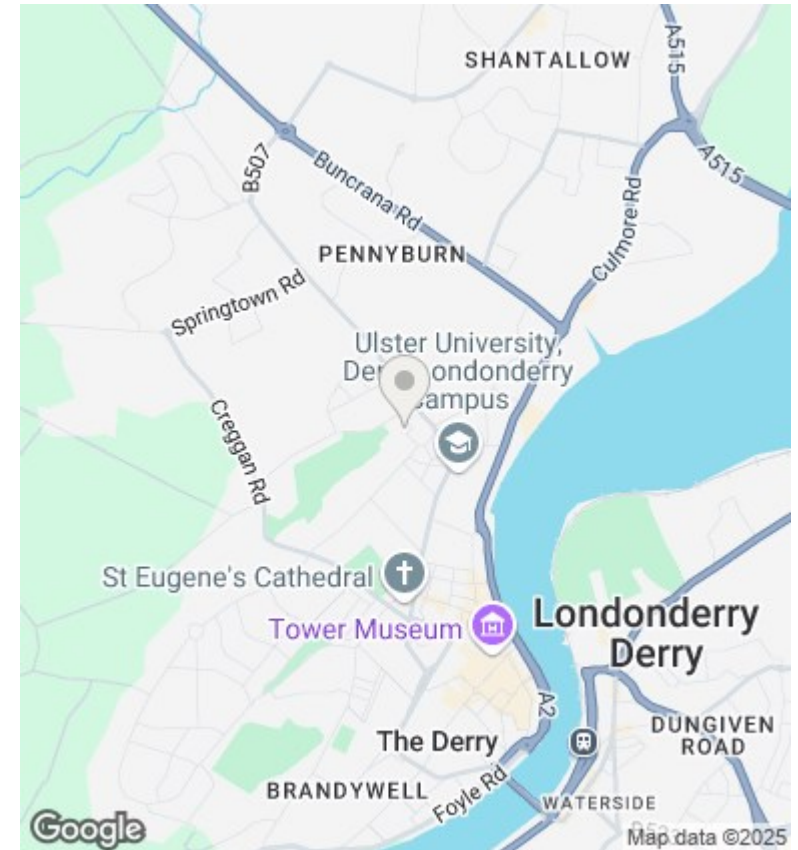 SHANTALLOW
A515
A515
B507
Buncrana Rd
Culmore Rd
PENNYBURN
Springtown Rd
Ulster University,
Londonderry
Campus
Creggan Rd
St Eugene's Cathedral
Tower Museum
Londonderry
Derry
A2
The Derry
DUNGIVEN
ROAD
BRANDYWELL
Foyle Rd
WATERSIDE
Google
Map data ©2025